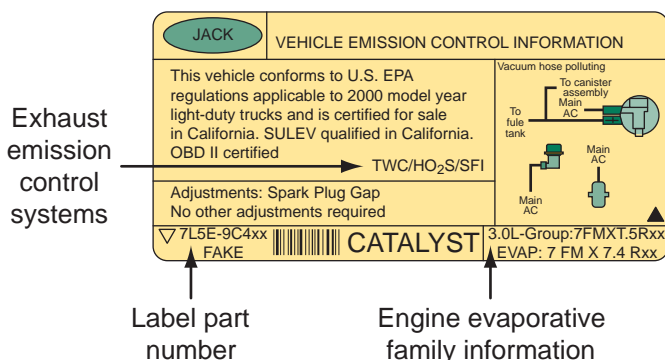 JACK
VEHICLE EMISSION CONTROL INFORMATION
This vehicle conforms to U.S. EPA
regulations applicable to 2000 model year
light-duty trucks and is certified for sale
in California. SULEV qualified in California.
OBD II certified
TWC/HO₂S/SFI
Adjustments: Spark Plug Gap
No other adjustments required
Vacuum hose polluting
To canister
assembly
Main
AC
To
fule
tank
Main
AC
Main
AC
7L5E-9C4xx
FAKE
CATALYST
3.0L-Group:7FMXT.5Rxx
EVAP: 7 FM X 7.4 Rxx
Exhaust
emission
control
systems
Label part
number
Engine evaporative
family information